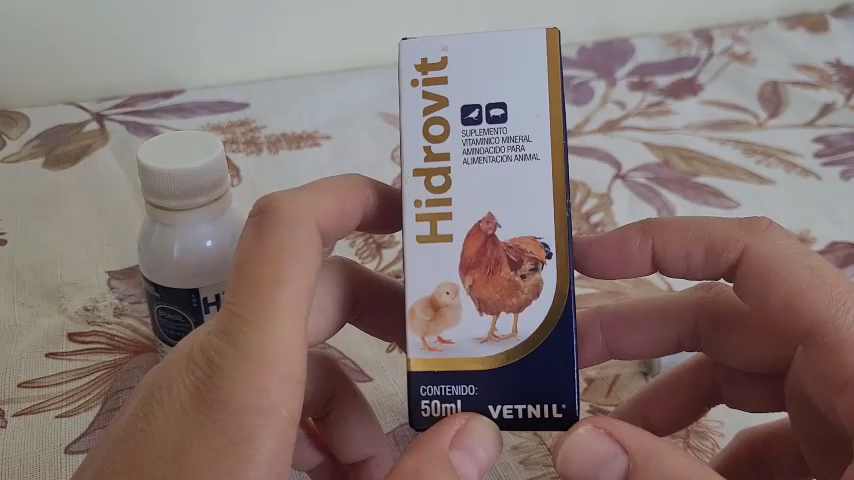 Hidrovit
SUPLEMENTO
VITAMINICO MINERAL
AMINOACIDO PARA
ALIMENTACION ANIMAL
CONTENIDO:
50ml
VETNIL®